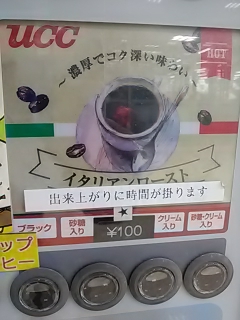 UCC
HOT
～濃厚でコク深い味わい～
イタリアンロースト
出来上がりに時間が掛ります
ブラック
砂糖
入り
¥100
クリーム
入り
砂糖・クリーム
入り
ップ
ヒー